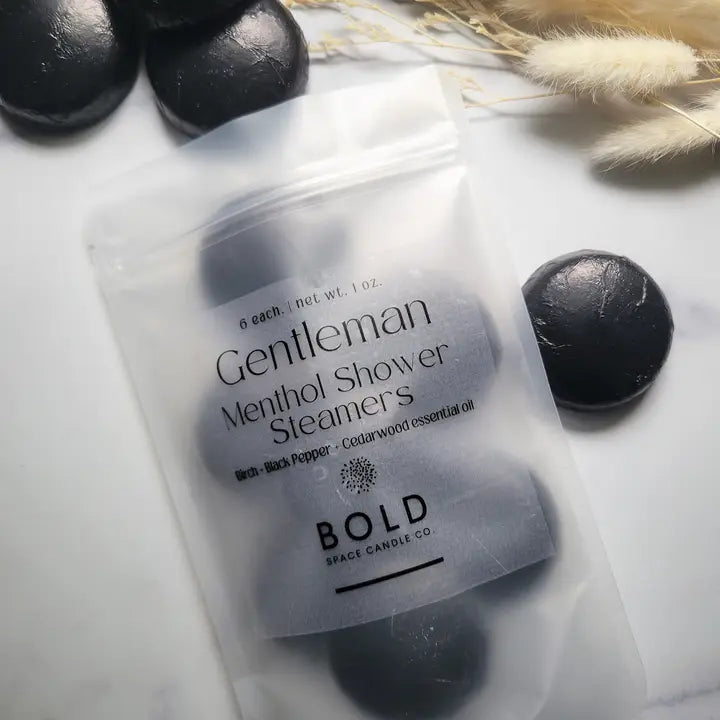 6 each. | net wt. 1 oz.
Gentleman
Menthol Shower
Steamers
Birch + Black Pepper + Cedarwood essential oil
BOLD
SPACE CANDLE CO.